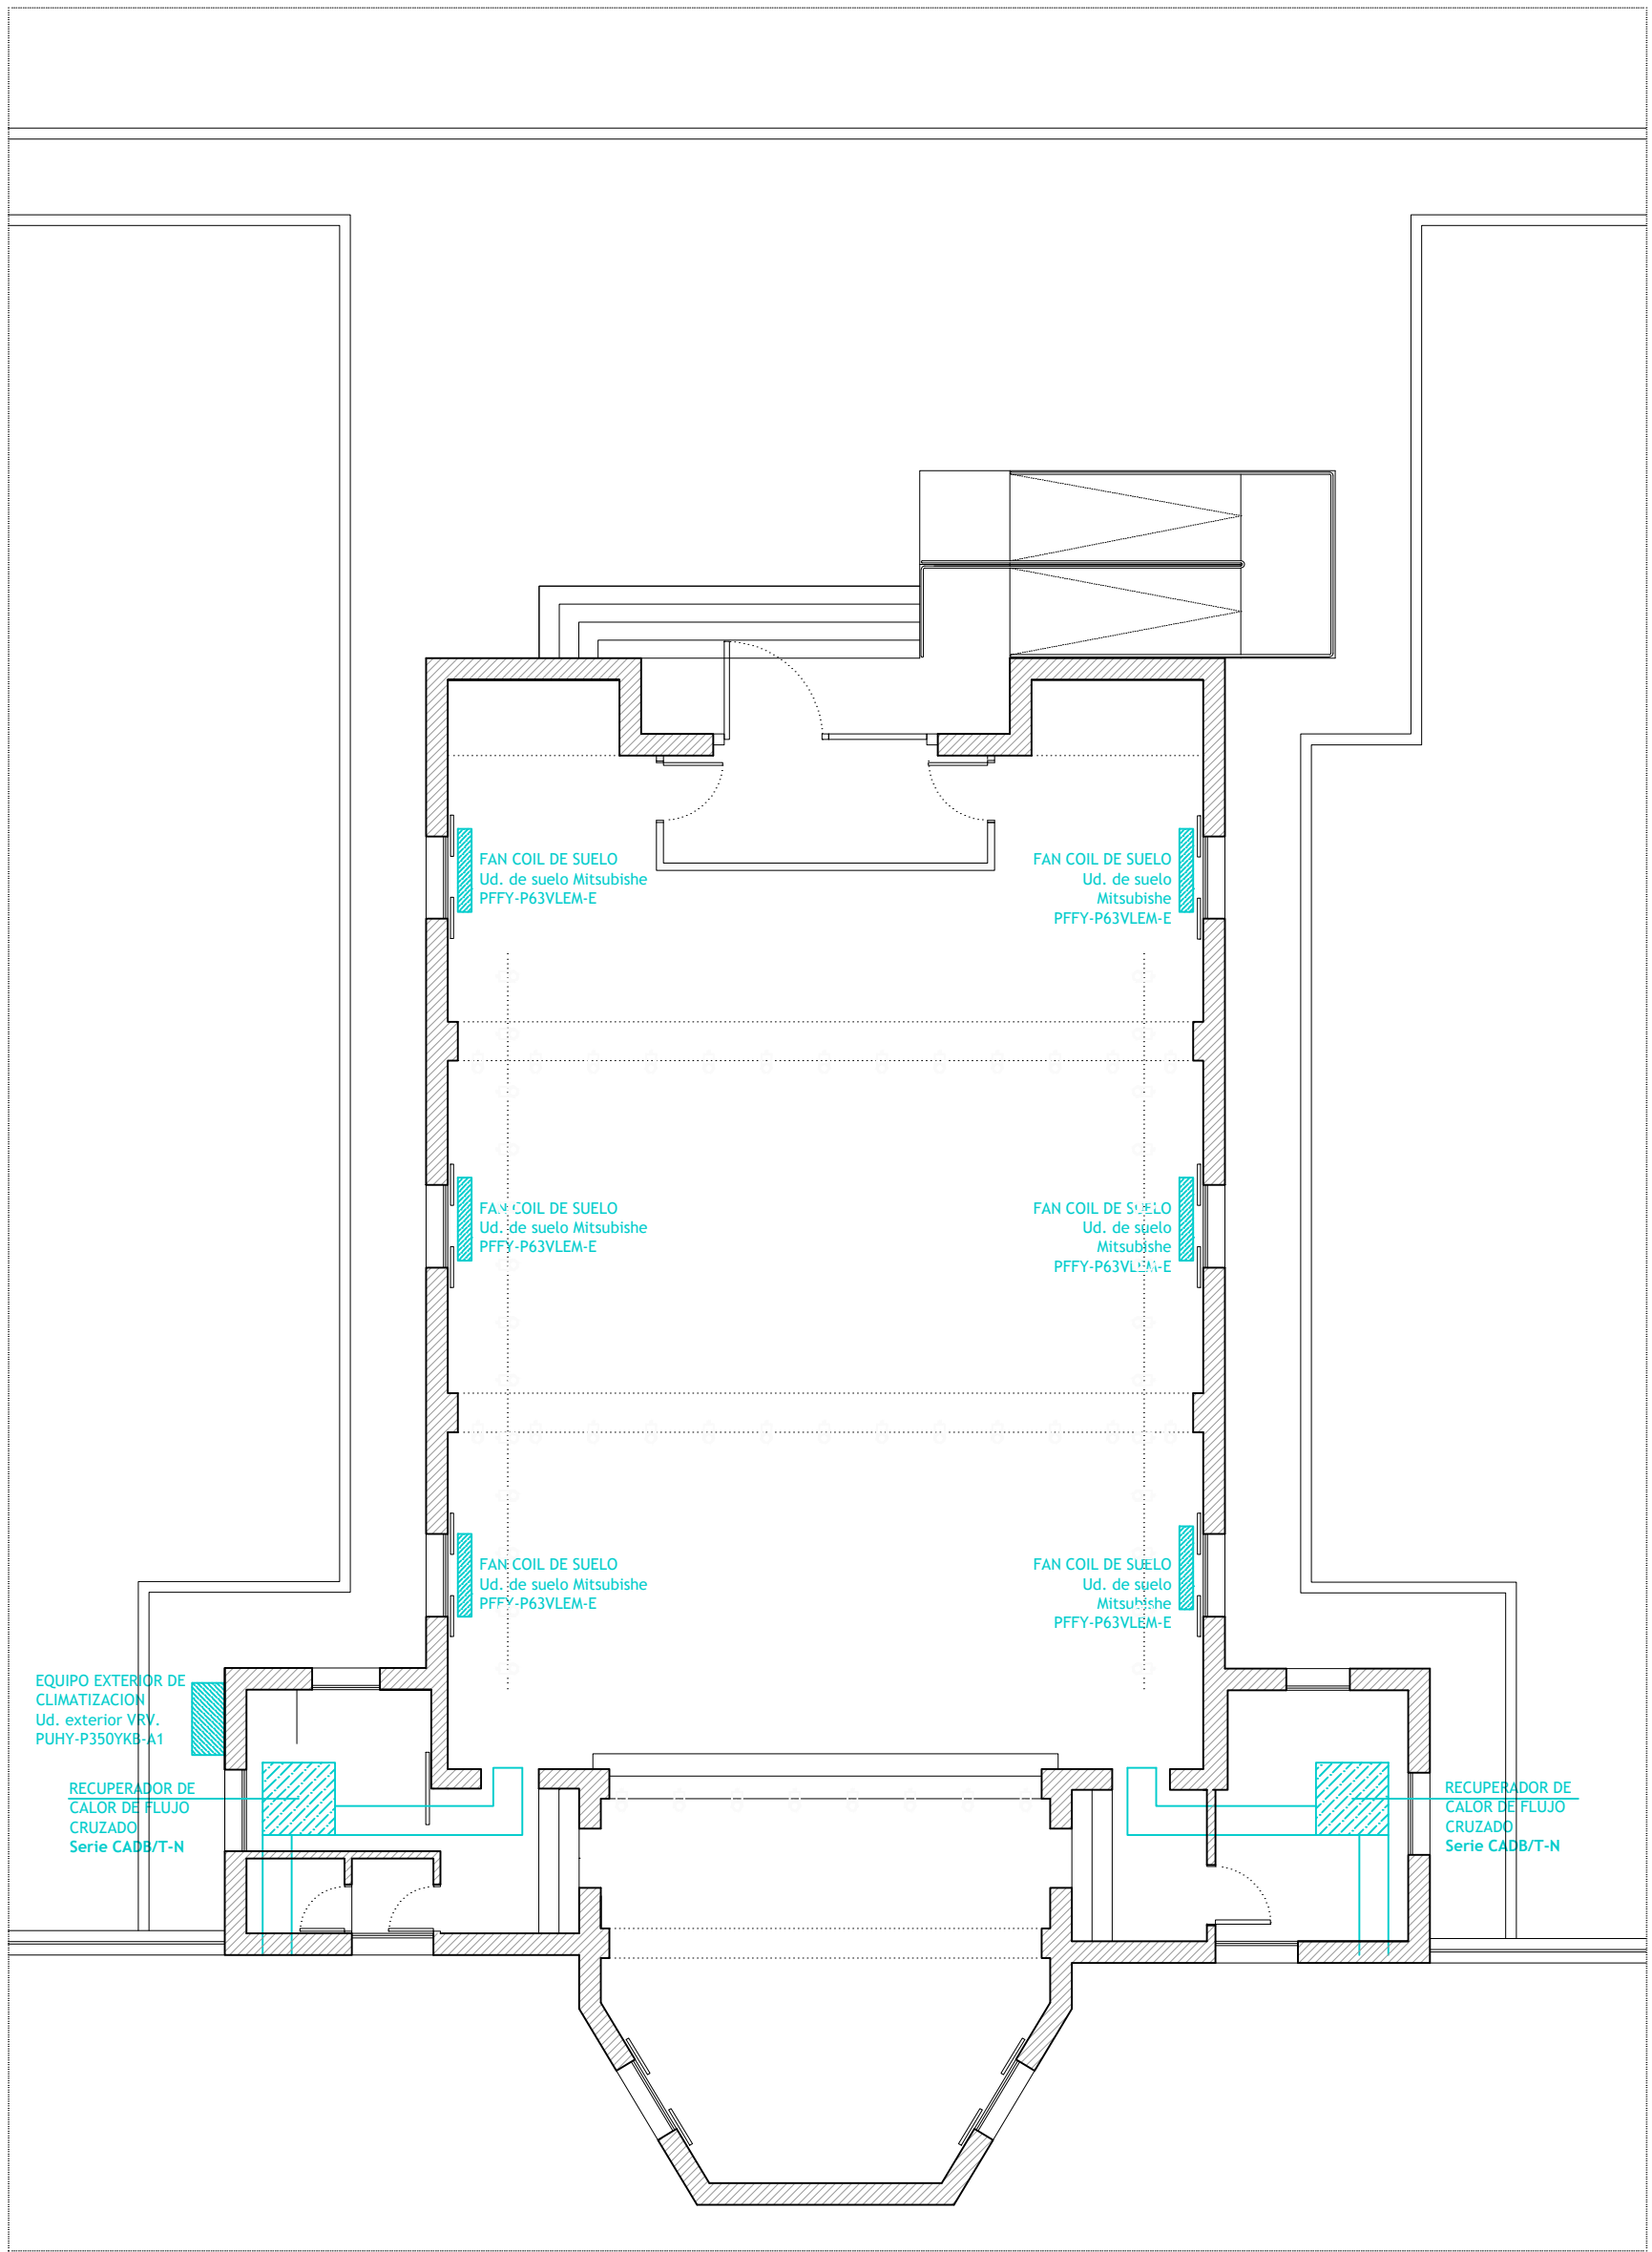 FAN COIL DE SUELO
Ud. de suelo Mitsubishe
PFFY-P63VLEM-E
FAN COIL DE SUELO
Ud. de suelo
Mitsubishe
PFFY-P63VLEM-E
FAN COIL DE SUELO
Ud. de suelo Mitsubishe
PFFY-P63VLEM-E
FAN COIL DE SUELO
Ud. de suelo
Mitsubishe
PFFY-P63VLEM-E
FAN COIL DE SUELO
Ud. de suelo Mitsubishe
PFFY-P63VLEM-E
FAN COIL DE SUELO
Ud. de suelo
Mitsubishe
PFFY-P63VLEM-E
EQUIPO EXTERIOR DE
CLIMATIZACION
Ud. exterior VRV.
PUHY-P350YKB-A1
RECUPERADOR DE
CALOR DE FLUJO
CRUZADO
Serie CADB/T-N
RECUPERADOR DE
CALOR DE FLUJO
CRUZADO
Serie CADB/T-N